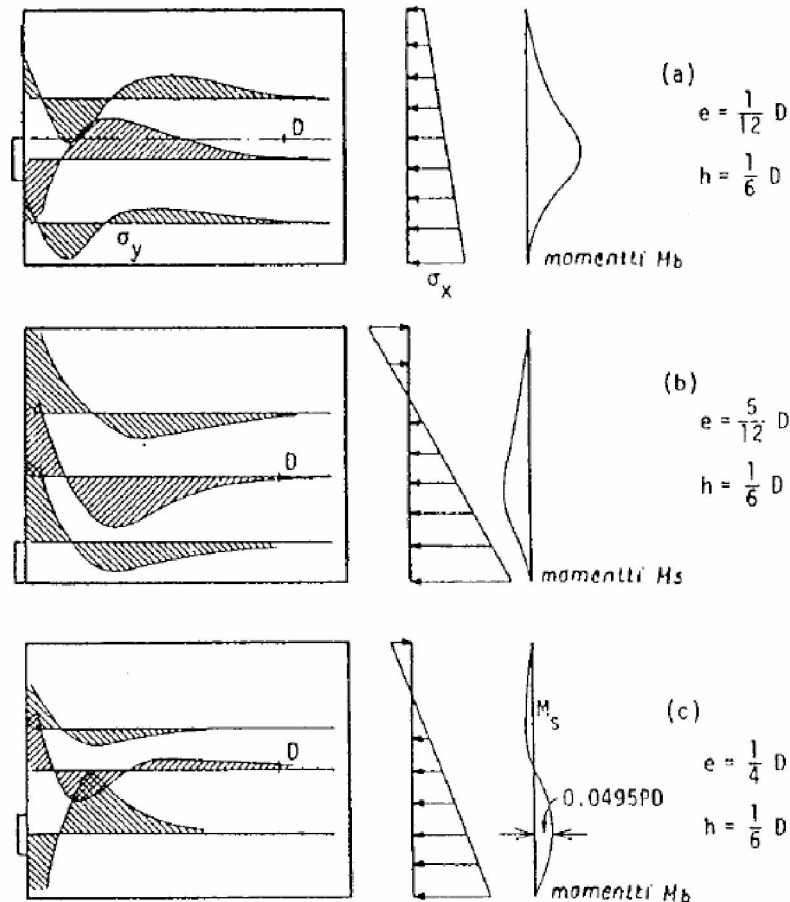 (a)
e = 1/12 D
h = 1/6 D
D
σy
σx
momentti Mb
(b)
e = 5/12 D
h = 1/6 D
D
momentti Ms
(c)
e = 1/4 D
h = 1/6 D
D
Ms
0.0495PD
momentti Mb